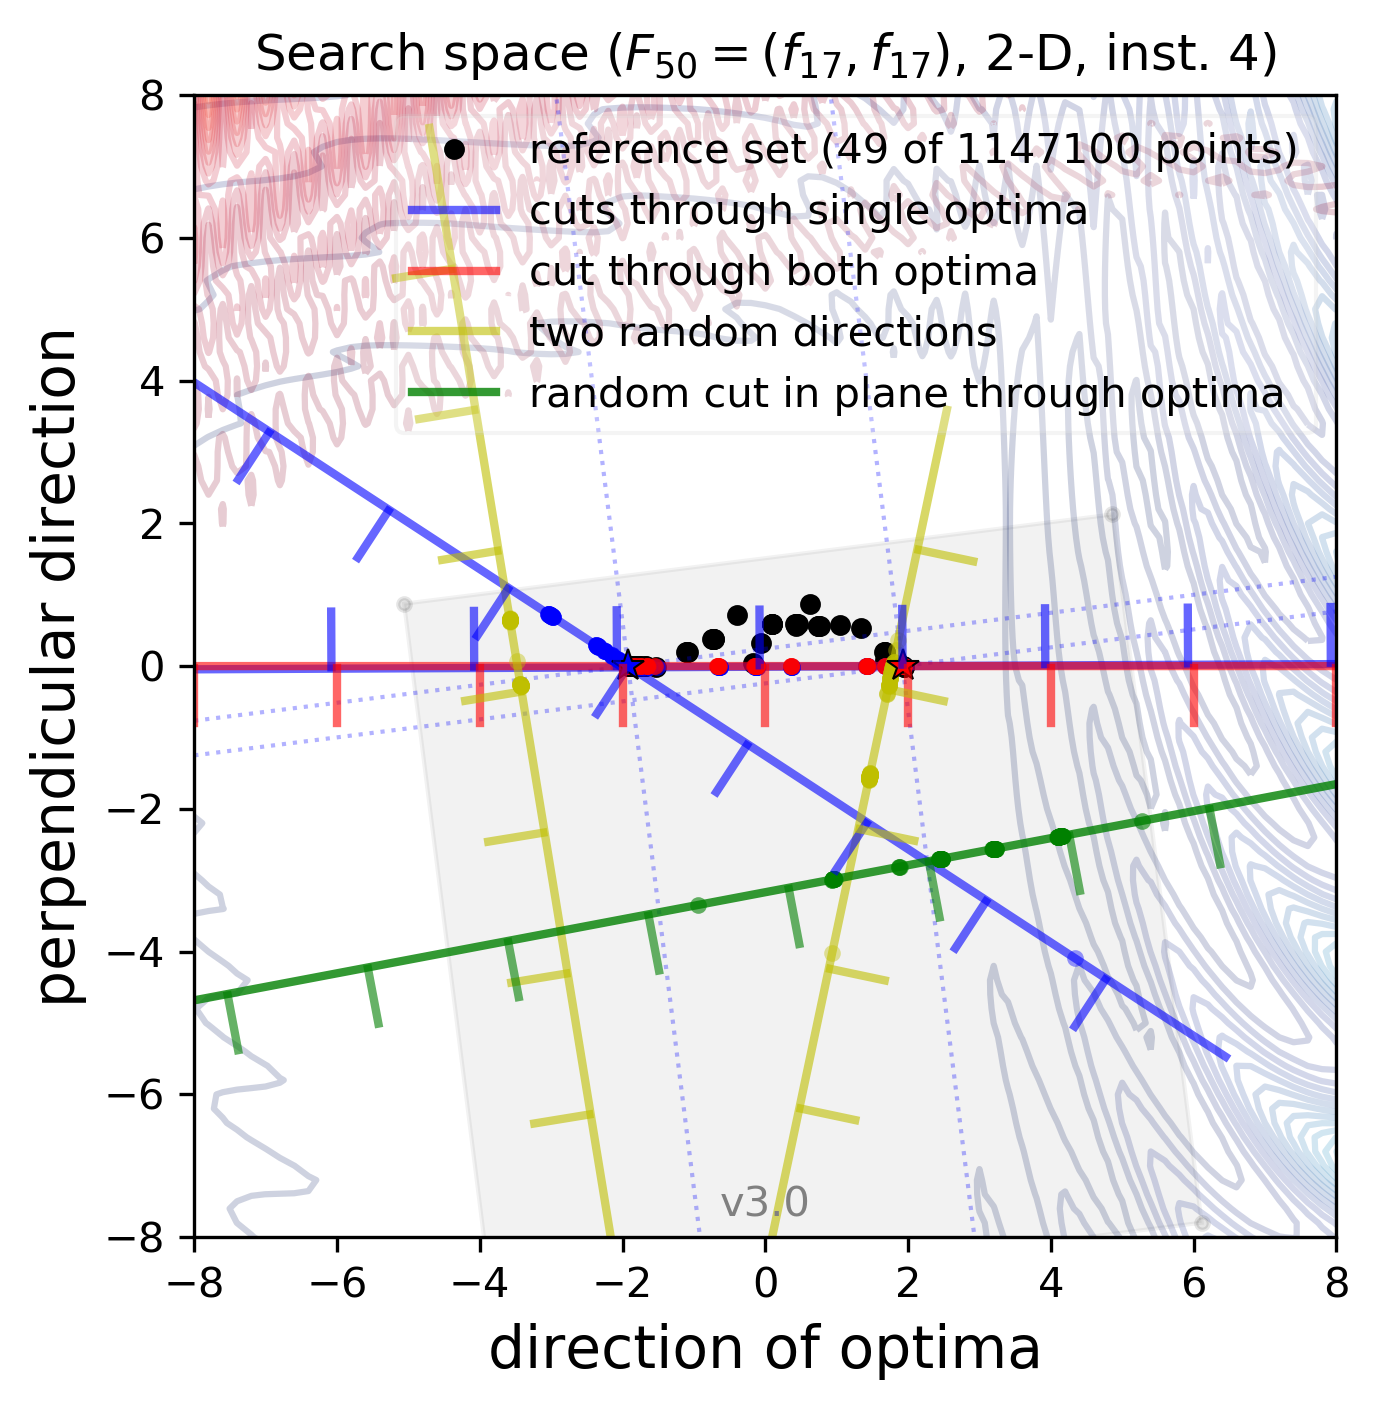 Search space (F₅₀ = (f₁₇, f₁₇), 2-D, inst. 4)
8
6
4
2
0
−2
−4
−6
−8
perpendicular direction
reference set (49 of 1147100 points)
cuts through single optima
cut through both optima
two random directions
random cut in plane through optima
v3.0
−8 −6 −4 −2 0 2 4 6 8
direction of optima